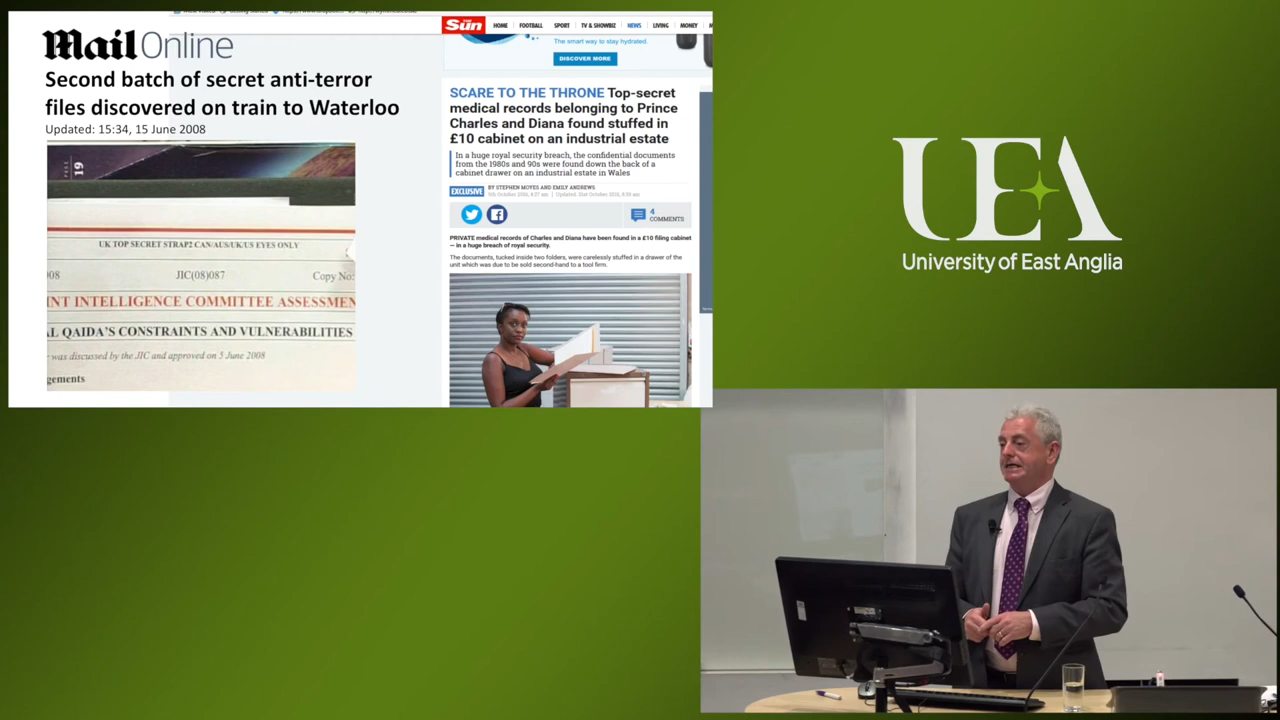 Mail Online
Second batch of secret anti-terror
files discovered on train to Waterloo
Updated: 15:34, 15 June 2008
PAGE 19
UK TOP SECRET STRAP2 CAN/AUS/UK/US EYES ONLY
08 JIC(08)087 Copy No:
NT INTELLIGENCE COMMITTEE ASSESSMEN
AL QAIDA'S CONSTRAINTS AND VULNERABILITIES
was discussed by the JIC and approved on 5 June 2008
gements
THE Sun HOME FOOTBALL SPORT TV & SHOWBIZ NEWS LIVING MONEY
The smart way to stay hydrated.
DISCOVER MORE
SCARE TO THE THRONE Top-secret
medical records belonging to Prince
Charles and Diana found stuffed in
£10 cabinet on an industrial estate
In a huge royal security breach, the confidential documents
from the 1980s and 90s were found down the back of a
cabinet drawer on an industrial estate in Wales
EXCLUSIVE BY STEPHEN MOYES AND EMILY ANDREWS
4
COMMENTS
PRIVATE medical records of Charles and Diana have been found in a £10 filing cabinet
– in a huge breach of royal security.
The documents, tucked inside two folders, were carelessly stuffed in a drawer of the
unit which was due to be sold second-hand to a tool firm.
UEA
University of East Anglia